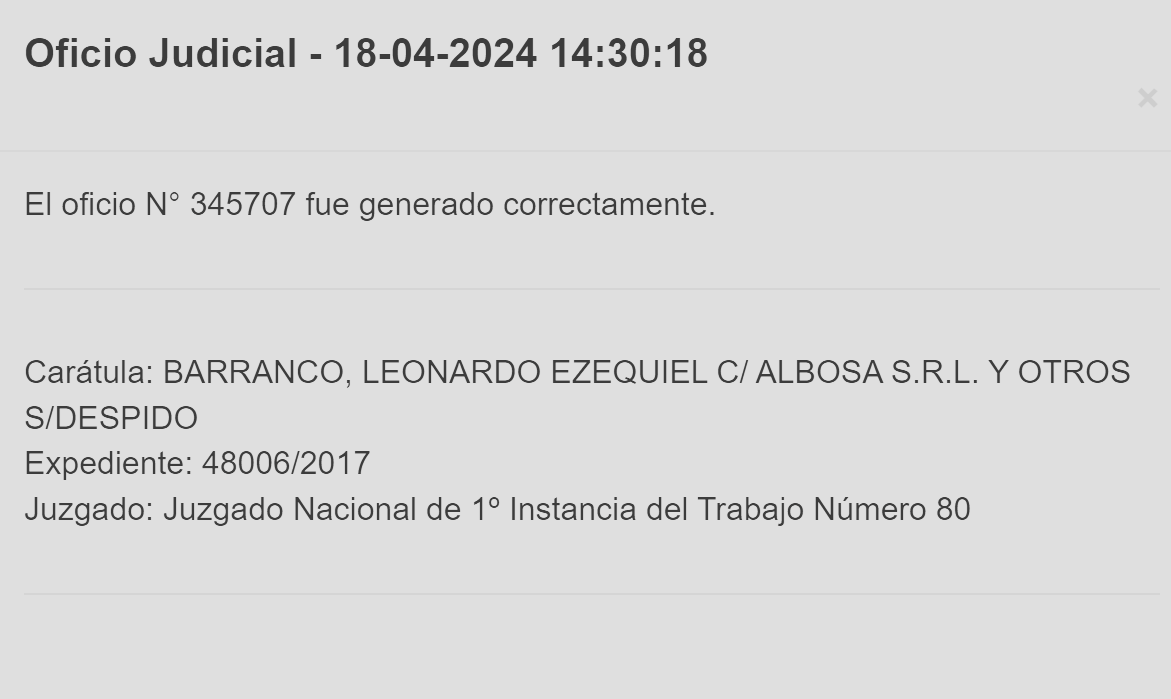 Oficio Judicial - 18-04-2024 14:30:18
×
El oficio N° 345707 fue generado correctamente.
Carátula: BARRANCO, LEONARDO EZEQUIEL C/ ALBOSA S.R.L. Y OTROS
S/DESPIDO
Expediente: 48006/2017
Juzgado: Juzgado Nacional de 1º Instancia del Trabajo Número 80